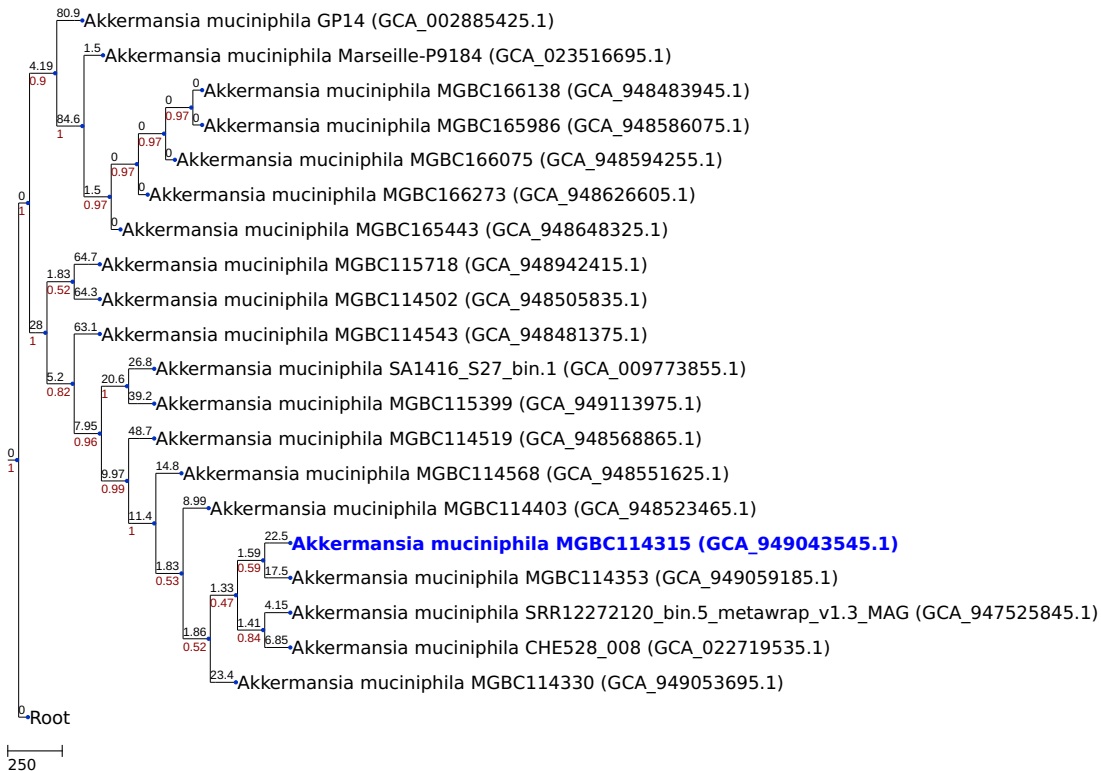 80.9 Akkermansia muciniphila GP14 (GCA_002885425.1)
1.5 Akkermansia muciniphila Marseille-P9184 (GCA_023516695.1)
4.19
0.9
0 Akkermansia muciniphila MGBC166138 (GCA_948483945.1)
0
0.97
84.6
1
0 Akkermansia muciniphila MGBC165986 (GCA_948586075.1)
0
0.97
0 Akkermansia muciniphila MGBC166075 (GCA_948594255.1)
0
0.97
1.5
0.97
0 Akkermansia muciniphila MGBC166273 (GCA_948626605.1)
0
1
0 Akkermansia muciniphila MGBC165443 (GCA_948648325.1)
64.7 Akkermansia muciniphila MGBC115718 (GCA_948942415.1)
1.83
0.52
64.3 Akkermansia muciniphila MGBC114502 (GCA_948505835.1)
28
1
63.1 Akkermansia muciniphila MGBC114543 (GCA_948481375.1)
26.8 Akkermansia muciniphila SA1416_S27_bin.1 (GCA_009773855.1)
5.2
0.82
20.6
1
39.2 Akkermansia muciniphila MGBC115399 (GCA_949113975.1)
7.95
0.96
48.7 Akkermansia muciniphila MGBC114519 (GCA_948568865.1)
0
1
9.97
0.99
14.8 Akkermansia muciniphila MGBC114568 (GCA_948551625.1)
8.99 Akkermansia muciniphila MGBC114403 (GCA_948523465.1)
11.4
1
22.5 Akkermansia muciniphila MGBC114315 (GCA_949043545.1)
1.59
0.59
1.83
0.53
17.5 Akkermansia muciniphila MGBC114353 (GCA_949059185.1)
1.33
0.47
4.15 Akkermansia muciniphila SRR12272120_bin.5_metawrap_v1.3_MAG (GCA_947525845.1)
1.41
0.84
1.86
0.52
6.85 Akkermansia muciniphila CHE528_008 (GCA_022719535.1)
23.4 Akkermansia muciniphila MGBC114330 (GCA_949053695.1)
0 Root
250